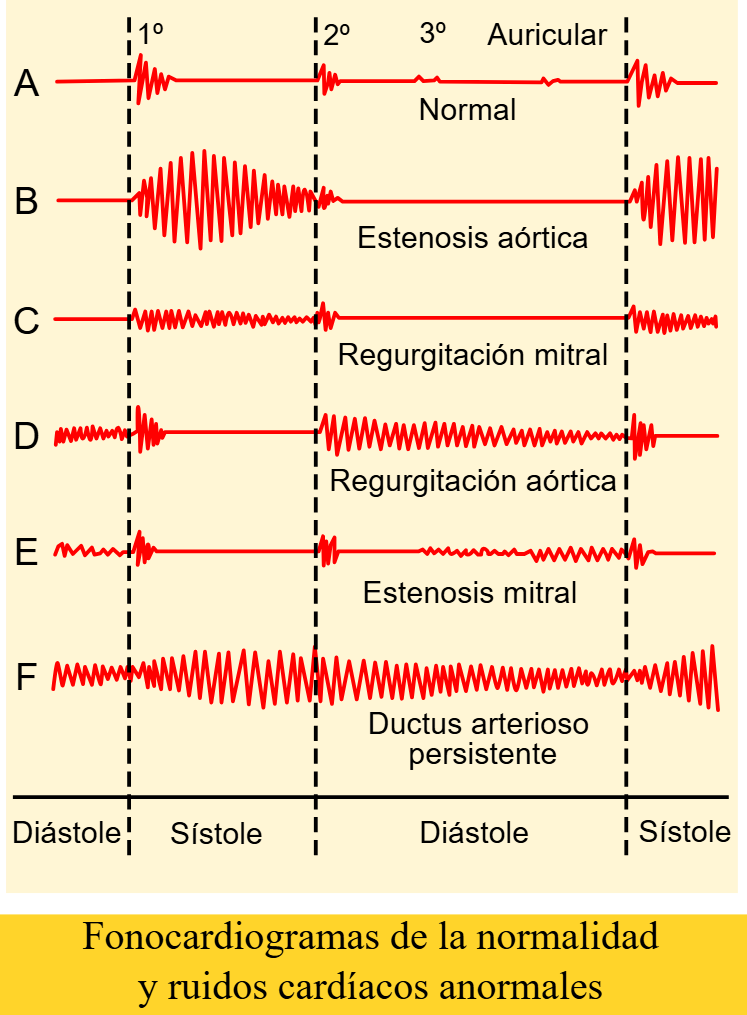 1º 2º 3º Auricular
A
Normal
B
Estenosis aórtica
C
Regurgitación mitral
D
Regurgitación aórtica
E
Estenosis mitral
F
Ductus arterioso
persistente
Diástole Sístole Diástole Sístole
Fonocardiogramas de la normalidad
y ruidos cardíacos anormales